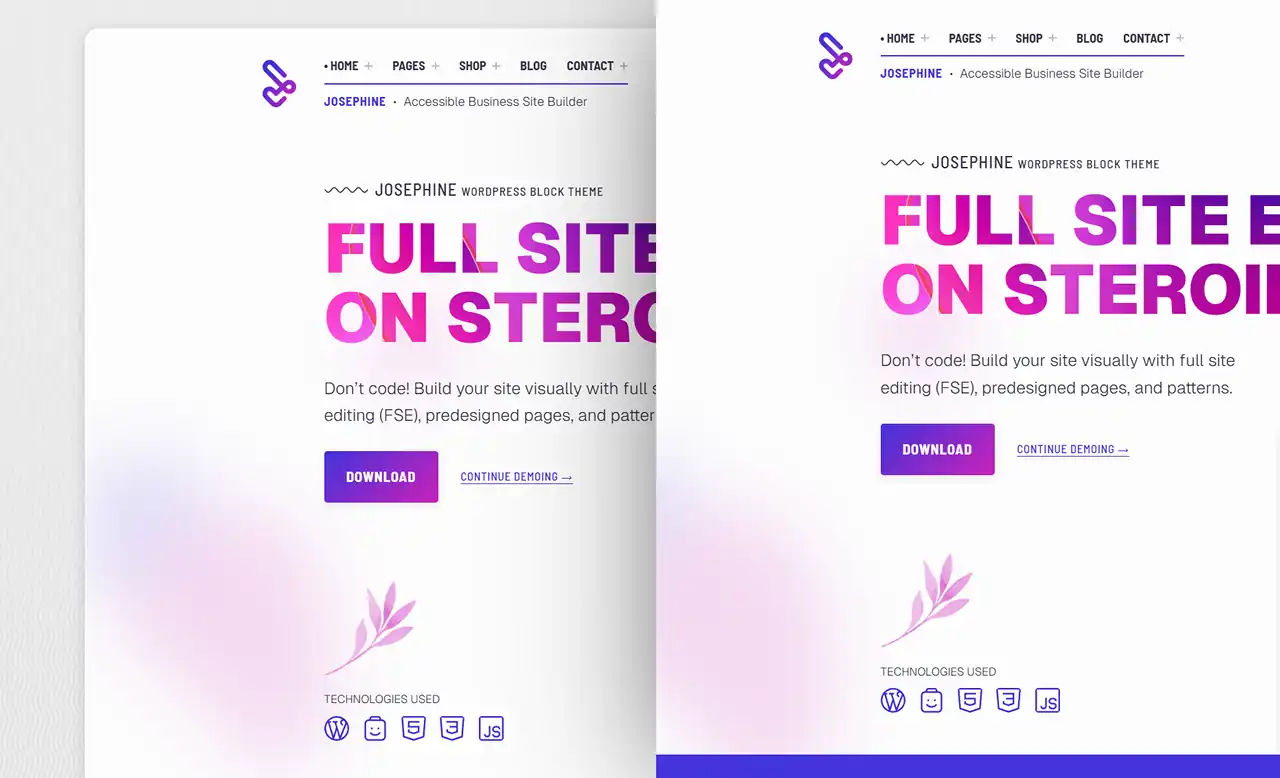 • HOME + PAGES + SHOP + BLOG CONTACT +
JOSEPHINE • Accessible Business Site Builder
JOSEPHINE WORDPRESS BLOCK THEME
FULL SITE
ON STERO
Don’t code! Build your site visually with full s
editing (FSE), predesigned pages, and patter
DOWNLOAD CONTINUE DEMOING →
TECHNOLOGIES USED
5 3 JS
• HOME + PAGES + SHOP + BLOG CONTACT +
JOSEPHINE • Accessible Business Site Builder
JOSEPHINE WORDPRESS BLOCK THEME
FULL SITE E
ON STEROI
Don’t code! Build your site visually with full site
editing (FSE), predesigned pages, and patterns.
DOWNLOAD CONTINUE DEMOING →
TECHNOLOGIES USED
5 3 JS